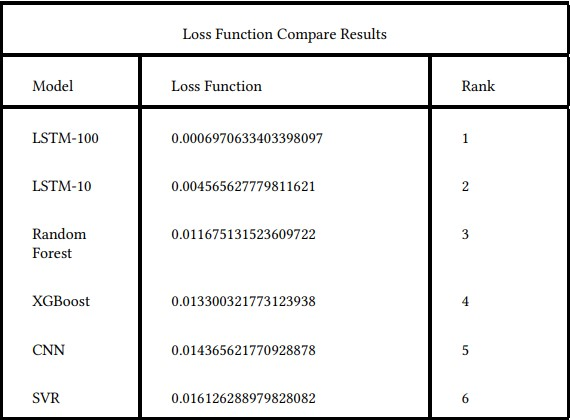 Loss Function Compare Results
Model Loss Function Rank
LSTM-100 0.0006970633403398097 1
LSTM-10 0.004565627779811621 2
Random 0.011675131523609722 3
Forest
XGBoost 0.013300321773123938 4
CNN 0.014365621770928878 5
SVR 0.016126288979828082 6